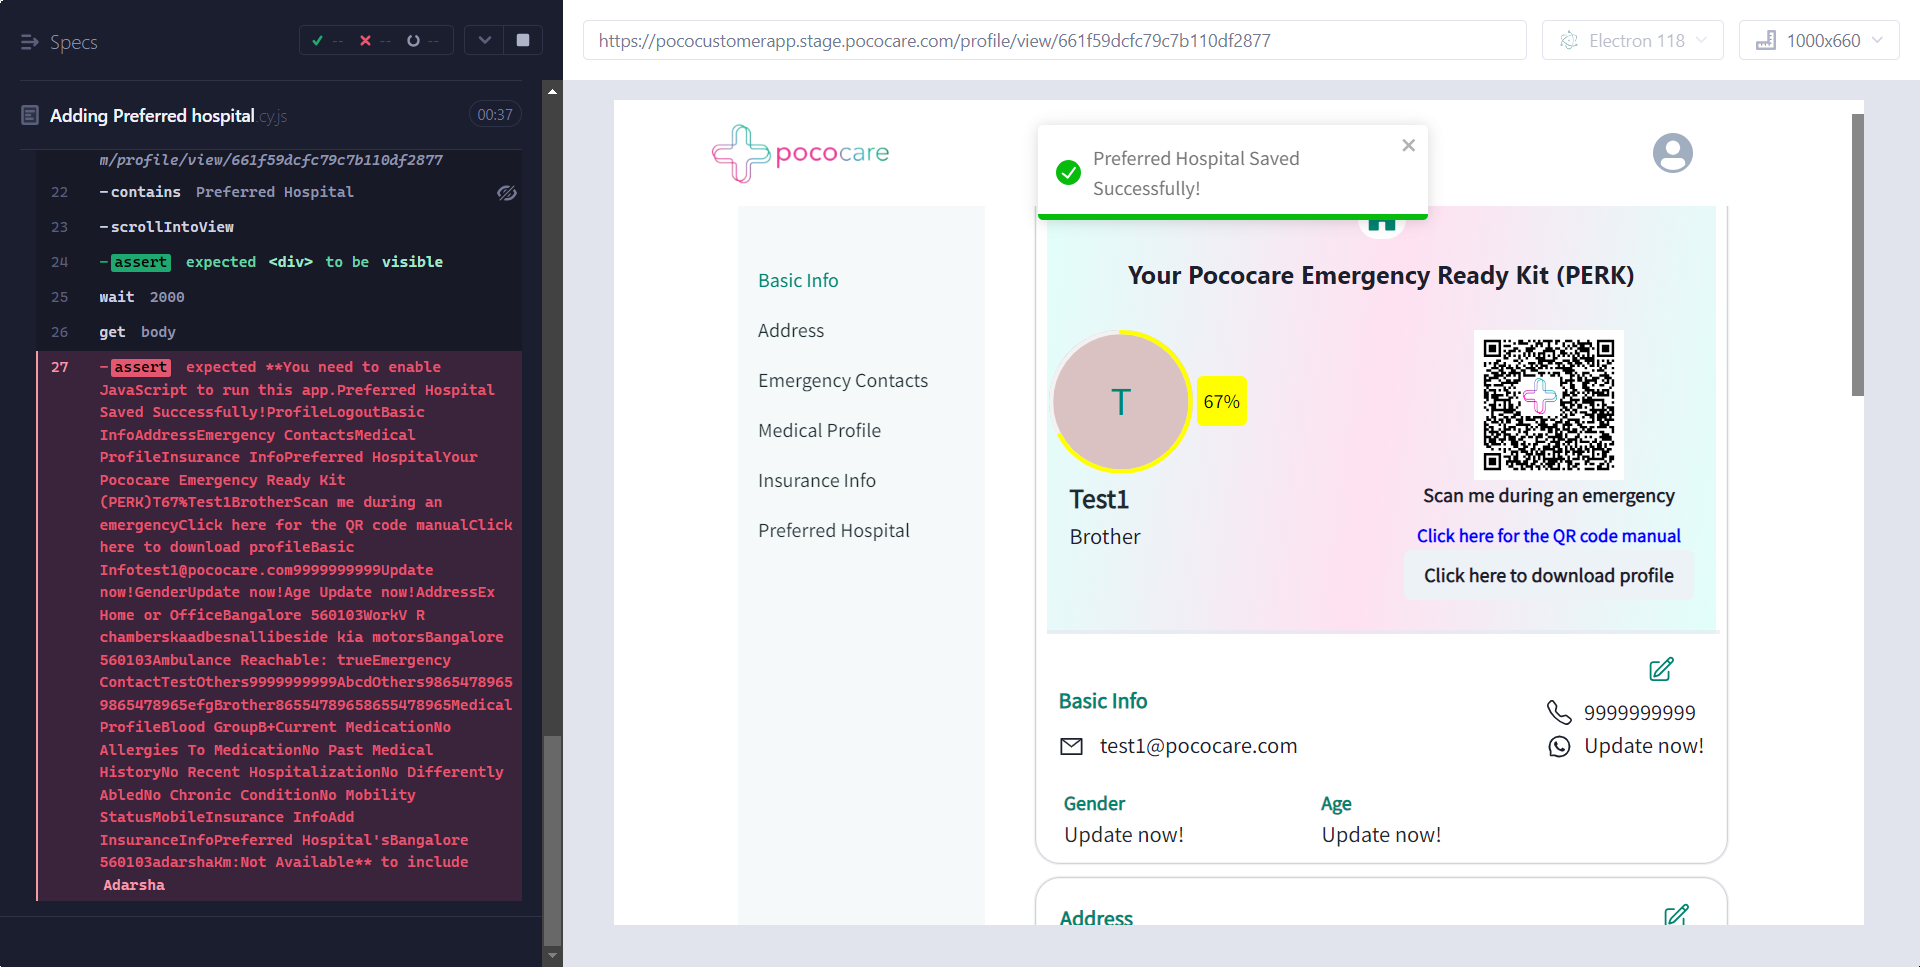 Specs
--
--
--
Adding Preferred hospital.cy.js
00:37
m/profile/view/661f59dcfc79c7b110df2877
22 -contains Preferred Hospital
23 -scrollIntoView
24 -assert expected <div> to be visible
25 wait 2000
26 get body
27 -assert expected **You need to enable
JavaScript to run this app.Preferred Hospital
Saved Successfully!ProfileLogoutBasic
InfoAddressEmergency ContactsMedical
ProfileInsurance InfoPreferred HospitalYour
Pococare Emergency Ready Kit
(PERK)T67%Test1BrotherScan me during an
emergencyClick here for the QR code manualClick
here to download profileBasic
Infotest1@pococare.com9999999999Update
now!GenderUpdate now!Age Update now!AddressEx
Home or OfficeBangalore 560103WorkV R
chamberskaadbesnallibeside kia motorsBangalore
560103Ambulance Reachable: trueEmergency
ContactTestOthers9999999999AbcdOthers9865478965
9865478965efgBrother86554789658655478965Medical
ProfileBlood GroupB+Current MedicationNo
Allergies To MedicationNo Past Medical
HistoryNo Recent HospitalizationNo Differently
AbledNo Chronic ConditionNo Mobility
StatusMobileInsurance InfoAdd
InsuranceInfoPreferred Hospital'sBangalore
560103adarshaKm:Not Available** to include
Adarsha
https://pococustomerapp.stage.pococare.com/profile/view/661f59dcfc79c7b110df2877
Electron 118
1000x660
pococare
Preferred Hospital Saved
Successfully!
Basic Info
Address
Emergency Contacts
Medical Profile
Insurance Info
Preferred Hospital
Your Pococare Emergency Ready Kit (PERK)
T
67%
Test1
Brother
Scan me during an emergency
Click here for the QR code manual
Click here to download profile
Basic Info
9999999999
test1@pococare.com
Update now!
Gender
Age
Update now!
Update now!
Address